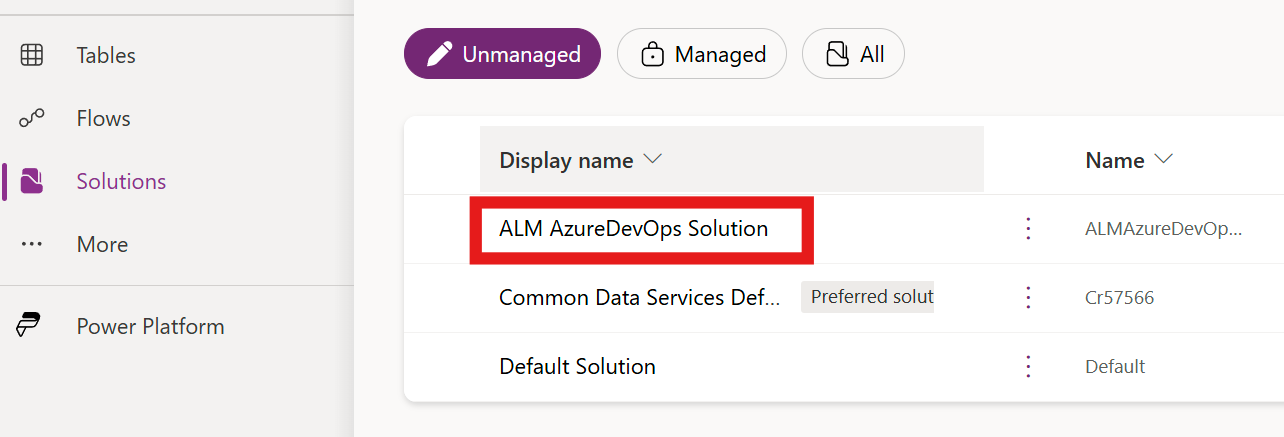 Tables
Flows
Solutions
More
Power Platform
Unmanaged
Managed
All
Display name
Name
ALM AzureDevOps Solution
ALMAzureDevOp...
Common Data Services Def...
Preferred solut
Cr57566
Default Solution
Default